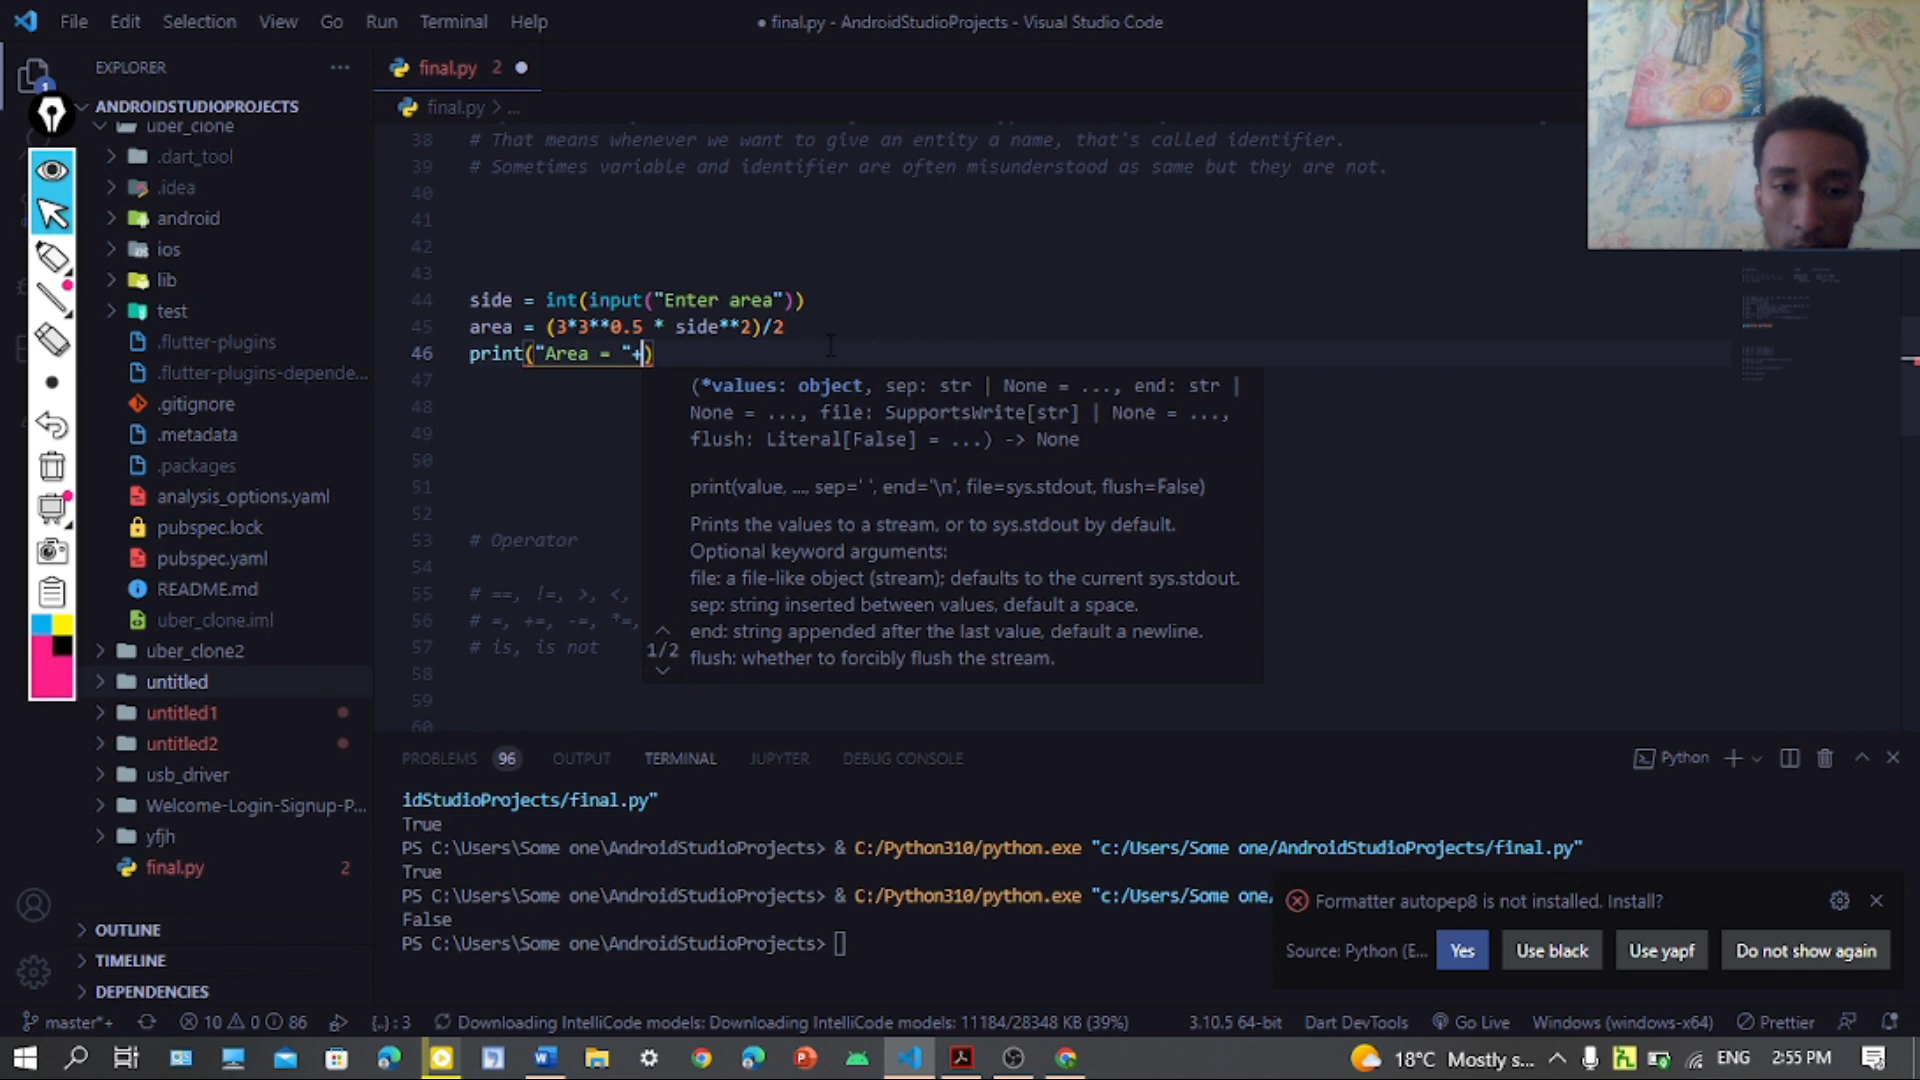 File Edit Selection View Go Run Terminal Help
● final.py - AndroidStudioProjects - Visual Studio Code
EXPLORER ...
final.py 2
ANDROIDSTUDIOPROJECTS
final.py > ...
1
uber_clone
.dart_tool
.idea
android
ios
lib
test
.flutter-plugins
.flutter-plugins-depende...
.gitignore
.metadata
.packages
analysis_options.yaml
pubspec.lock
pubspec.yaml
README.md
uber_clone.iml
uber_clone2
untitled
untitled1
untitled2
usb_driver
Welcome-Login-Signup-P...
yfjh
final.py 2
OUTLINE
TIMELINE
DEPENDENCIES
38 # That means whenever we want to give an entity a name, that's called identifier.
39 # Sometimes variable and identifier are often misunderstood as same but they are not.
40
41
42
43
44 side = int(input("Enter area"))
45 area = (3*3**0.5 * side**2)/2
46 print("Area = "+)
47
48
49
50
51
52
53 # Operator
54
55 # ==, !=, >, <,
56 # =, +=, -=, *=,
57 # is, is not
58
59
60
(*values: object, sep: str | None = ..., end: str |
None = ..., file: SupportsWrite[str] | None = ...,
flush: Literal[False] = ...) -> None
print(value, ..., sep=' ', end='\n', file=sys.stdout, flush=False)
Prints the values to a stream, or to sys.stdout by default.
Optional keyword arguments:
file: a file-like object (stream); defaults to the current sys.stdout.
sep: string inserted between values, default a space.
end: string appended after the last value, default a newline.
flush: whether to forcibly flush the stream.
1/2
PROBLEMS 96 OUTPUT TERMINAL JUPYTER DEBUG CONSOLE
Python
idStudioProjects/final.py"
True
PS C:\Users\Some one\AndroidStudioProjects> & C:/Python310/python.exe "c:/Users/Some one/AndroidStudioProjects/final.py"
True
PS C:\Users\Some one\AndroidStudioProjects> & C:/Python310/python.exe "c:/Users/Some one/
False
PS C:\Users\Some one\AndroidStudioProjects>
Formatter autopep8 is not installed. Install?
Source: Python (E... Yes Use black Use yapf Do not show again
master*+ 10 0 86 {..} : 3 Downloading IntelliCode models: Downloading IntelliCode models: 11184/28348 KB (39%) 3.10.5 64-bit Dart DevTools Go Live Windows (windows-x64) Prettier
18°C Mostly s... ENG 2:55 PM